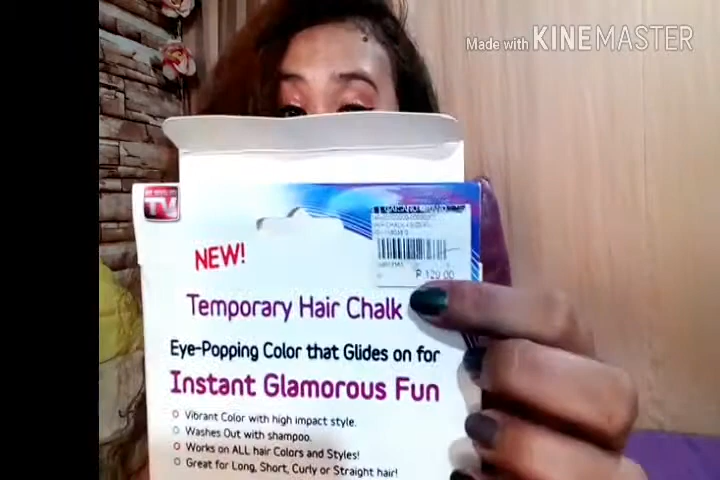 Made with KINEMASTER
TV
NEW!
₱ 129.00
Temporary Hair Chalk
Eye-Popping Color that Glides on for
Instant Glamorous Fun
Vibrant Color with high impact style.
Washes Out with shampoo.
Works on ALL hair Colors and Styles!
Great for Long, Short, Curly or Straight hair!